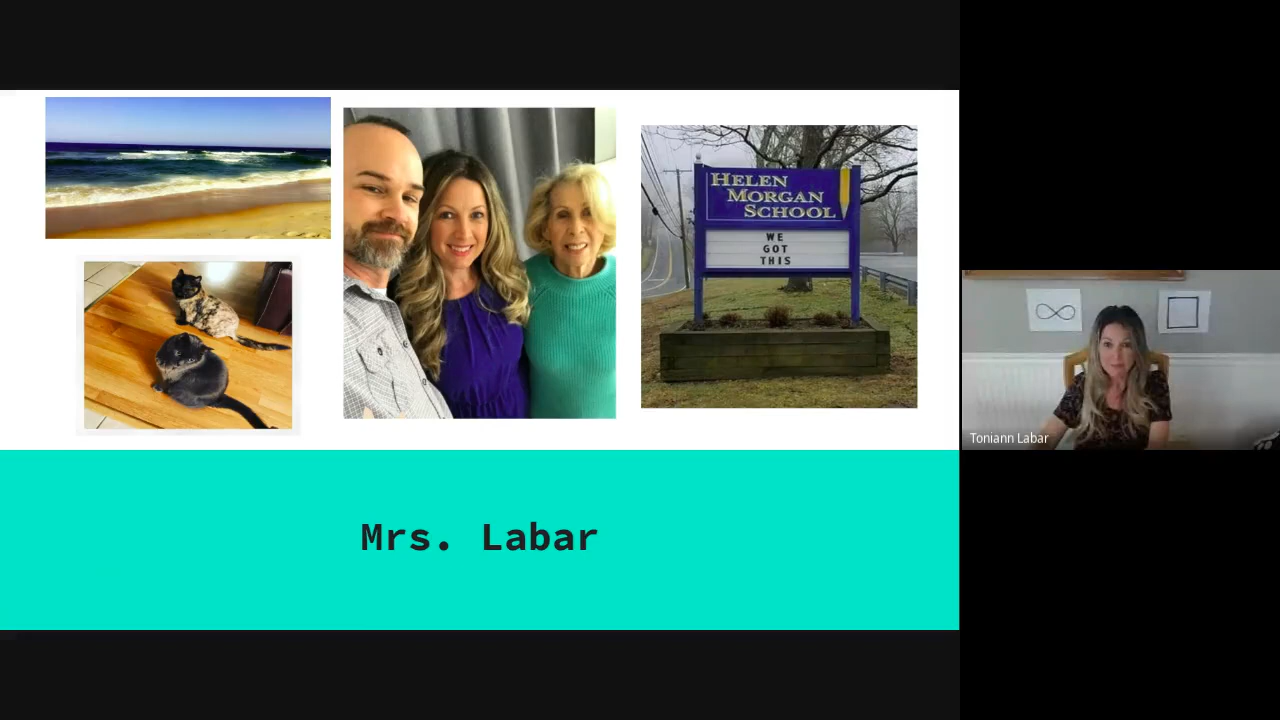 HELEN
MORGAN
SCHOOL
WE
GOT
THIS
Mrs. Labar
Toniann Labar